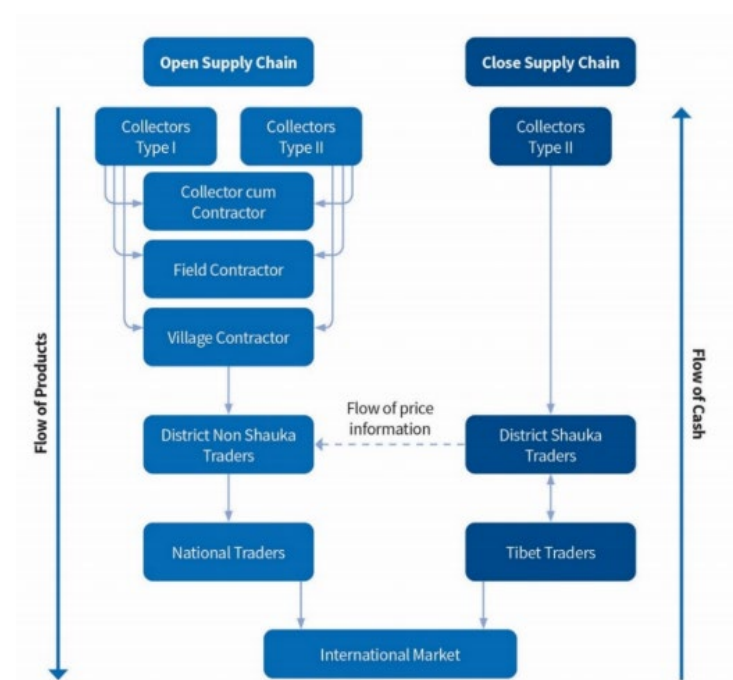 Open Supply Chain
Close Supply Chain
Collectors
Type I
Collectors
Type II
Collectors
Type II
Collector cum
Contractor
Field Contractor
Village Contractor
Flow of Products
Flow of Cash
Flow of price
information
District Non Shauka
Traders
District Shauka
Traders
National Traders
Tibet Traders
International Market